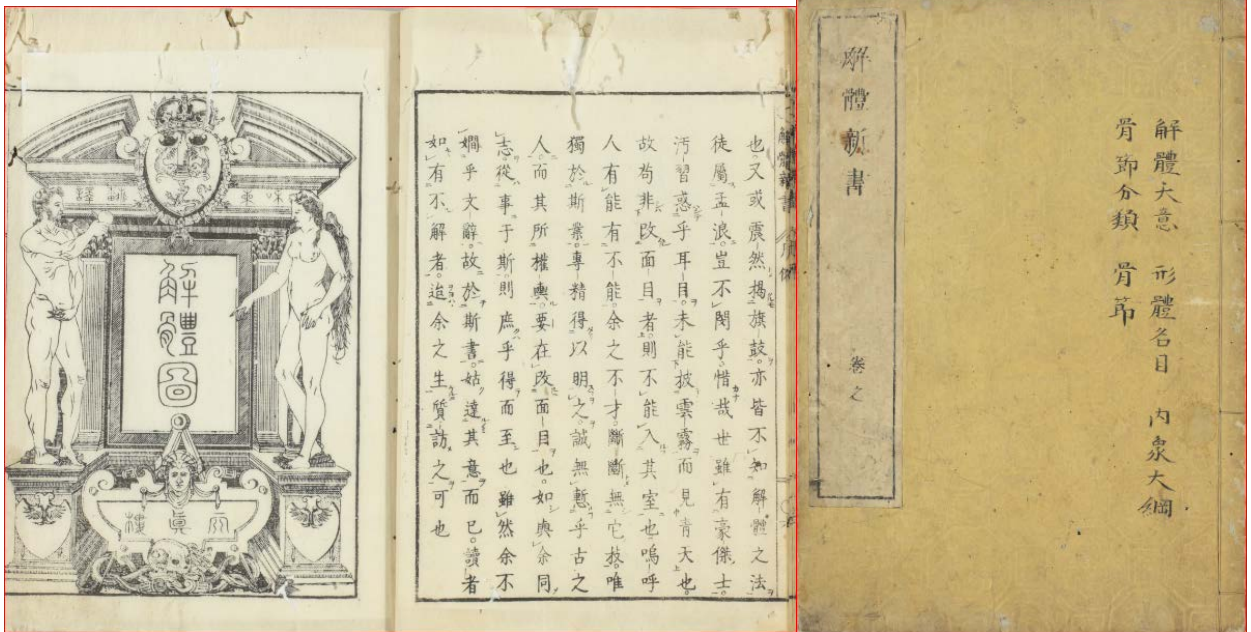 也又或震然揭旗鼓亦皆不知解體之法
徒屬孟浪豈不閔乎惜哉世雖有豪傑士
汚習惑乎耳目未能披雲霧而見青天也
故苟非改面目者則不能入其室也嗚呼
人有能有不能余之不才斷斷無它技唯
獨於斯業專精得以明之誠無慙乎古之
人而其所權輿要在改面目也如與余同
志從事于斯則庶乎得而至也雖然余不
嫺乎文辭故於斯書姑達其意而已讀者
如有不解者迨余之生質訪之可也
解體圖
解體大意 形體名目 内象大綱
骨節分類 骨節
解體新書
卷之